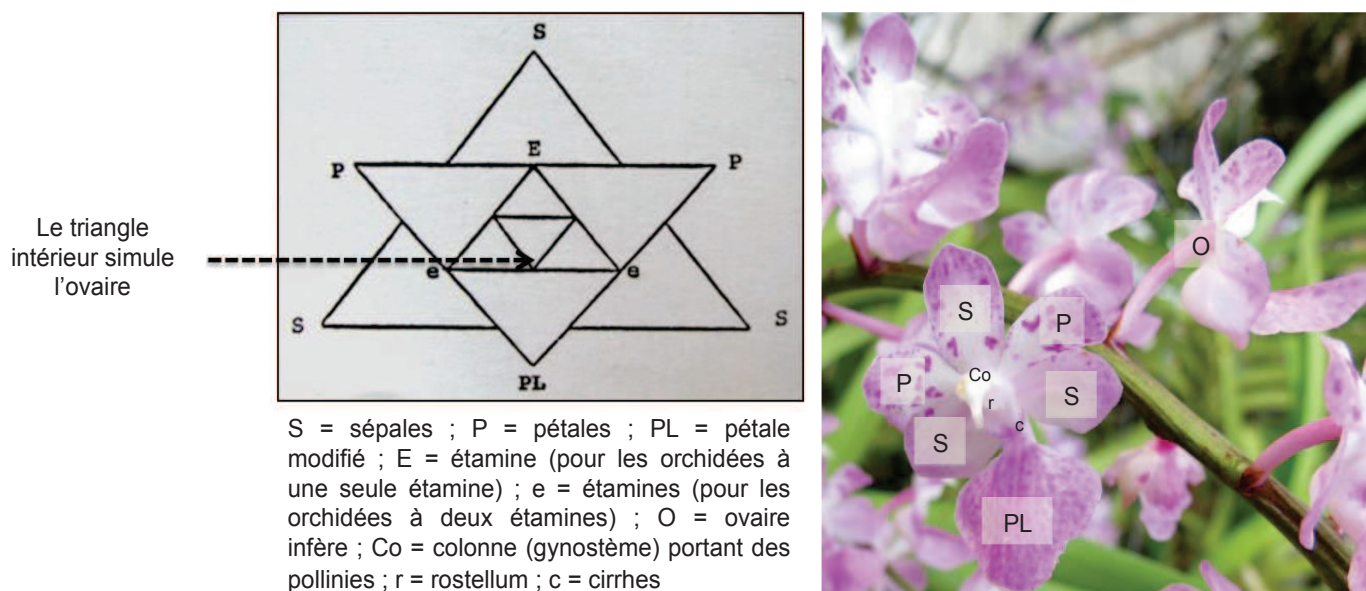 S
E
P
P
e
e
S
S
PL
Le triangle
intérieur simule
l'ovaire
S = sépales ; P = pétales ; PL = pétale
modifié ; E = étamine (pour les orchidées à
une seule étamine) ; e = étamines (pour les
orchidées à deux étamines) ; O = ovaire
infère ; Co = colonne (gynostème) portant des
pollinies ; r = rostellum ; c = cirrhes
O
S
P
P
Co
r
S
c
S
PL